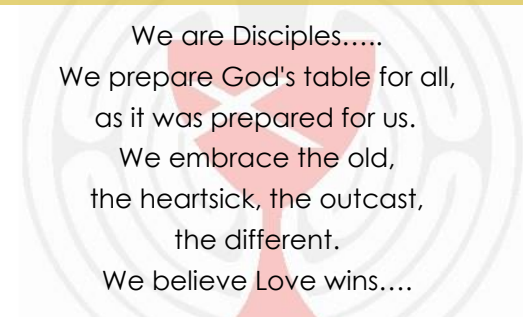 We are Disciples.....
We prepare God's table for all,
as it was prepared for us.
We embrace the old,
the heartsick, the outcast,
the different.
We believe Love wins....